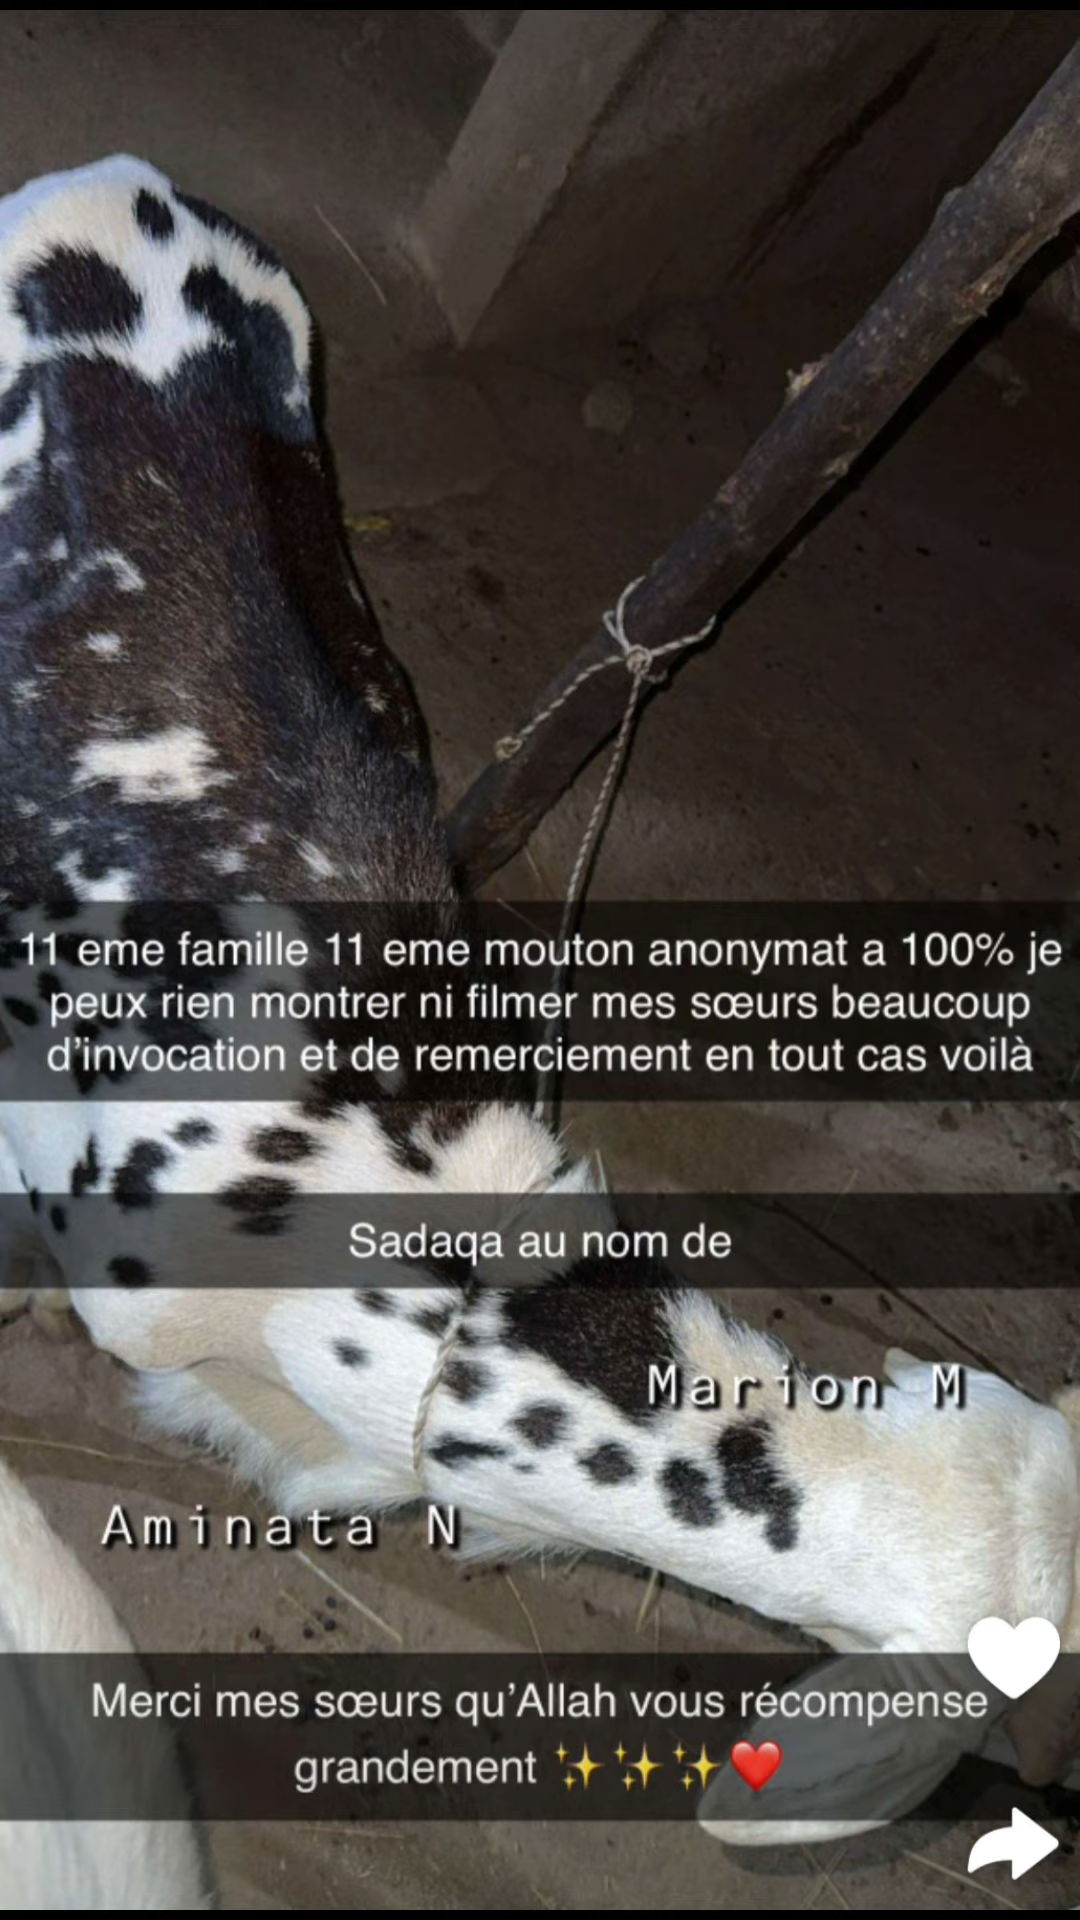 11 eme famille 11 eme mouton anonymat a 100% je
peux rien montrer ni filmer mes sœurs beaucoup
d’invocation et de remerciement en tout cas voilà
Sadaqa au nom de
Marion M
Aminata N
Merci mes sœurs qu’Allah vous récompense
grandement ✨✨✨❤️